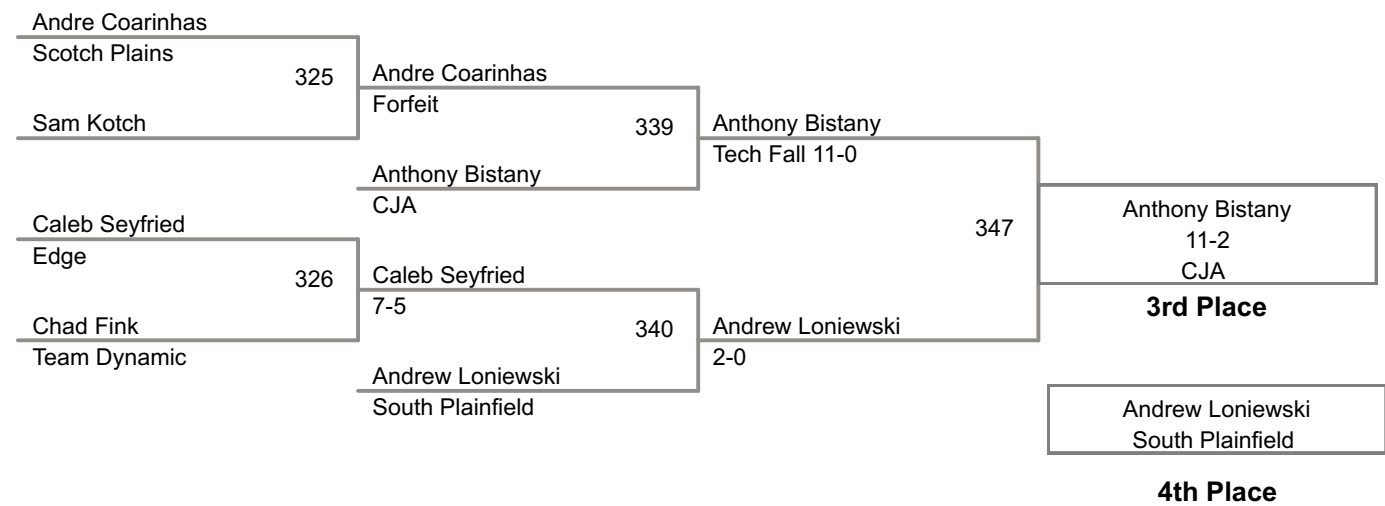 Andre Coarinhas
Scotch Plains
325
Sam Kotch
Caleb Seyfried
Edge
326
Chad Fink
Team Dynamic
Andre Coarinhas
Forfeit
339
Anthony Bistany
CJA
Caleb Seyfried
7-5
340
Andrew Loniewski
South Plainfield
Anthony Bistany
Tech Fall 11-0
347
Andrew Loniewski
2-0
Anthony Bistany
11-2
CJA
3rd Place
Andrew Loniewski
South Plainfield
4th Place